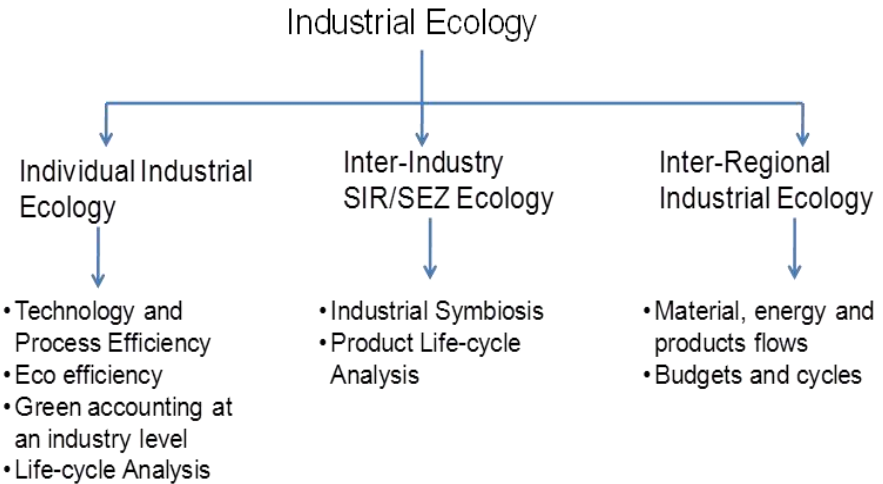 Industrial Ecology
Individual Industrial
Ecology
Inter-Industry
SIR/SEZ Ecology
Inter-Regional
Industrial Ecology
• Technology and
Process Efficiency
• Eco efficiency
• Green accounting at
an industry level
• Life-cycle Analysis
• Industrial Symbiosis
• Product Life-cycle
Analysis
• Material, energy and
products flows
• Budgets and cycles